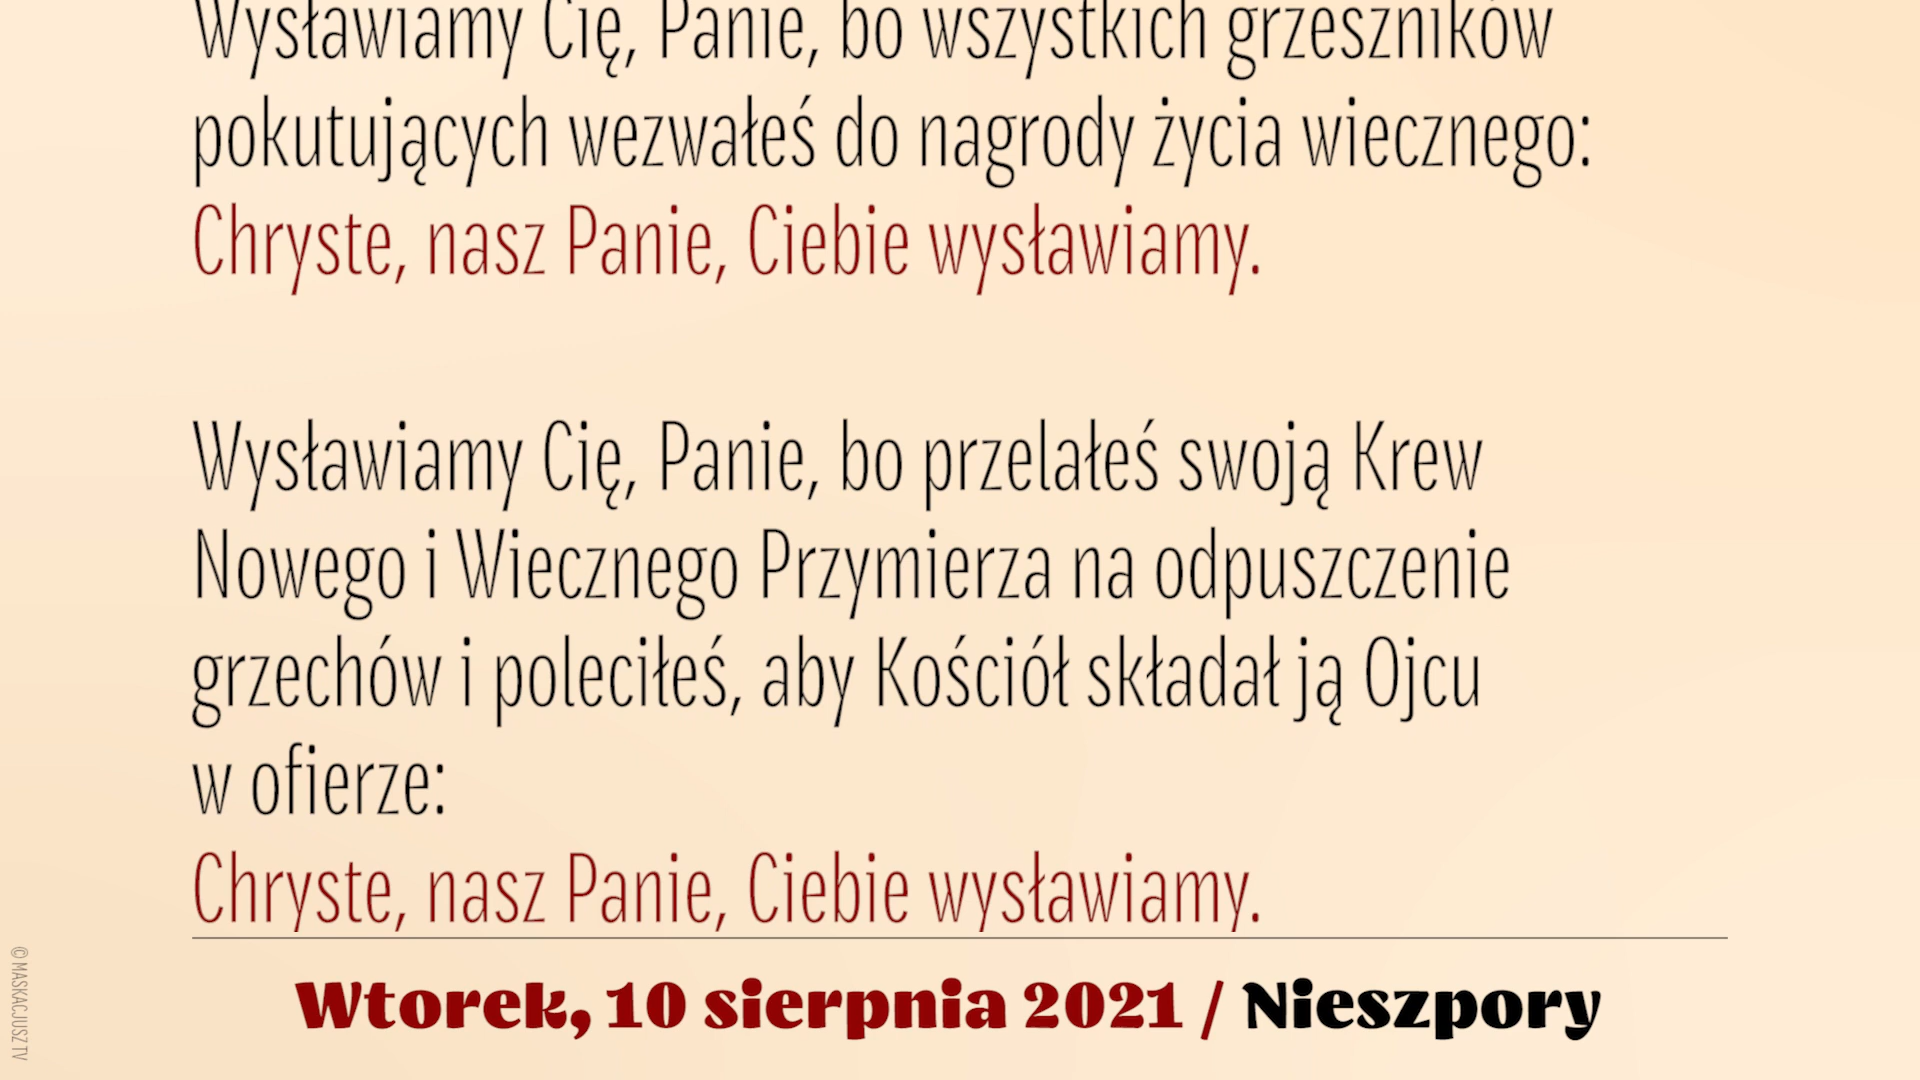 Wysławiamy Cię, Panie, bo wszystkich grzeszników
pokutujących wezwałeś do nagrody życia wiecznego:
Chryste, nasz Panie, Ciebie wysławiamy.
Wysławiamy Cię, Panie, bo przelałeś swoją Krew
Nowego i Wiecznego Przymierza na odpuszczenie
grzechów i poleciłeś, aby Kościół składał ją Ojcu
w ofierze:
Chryste, nasz Panie, Ciebie wysławiamy.
Wtorek, 10 sierpnia 2021 / Nieszpory
© MASKACJUSZ TV